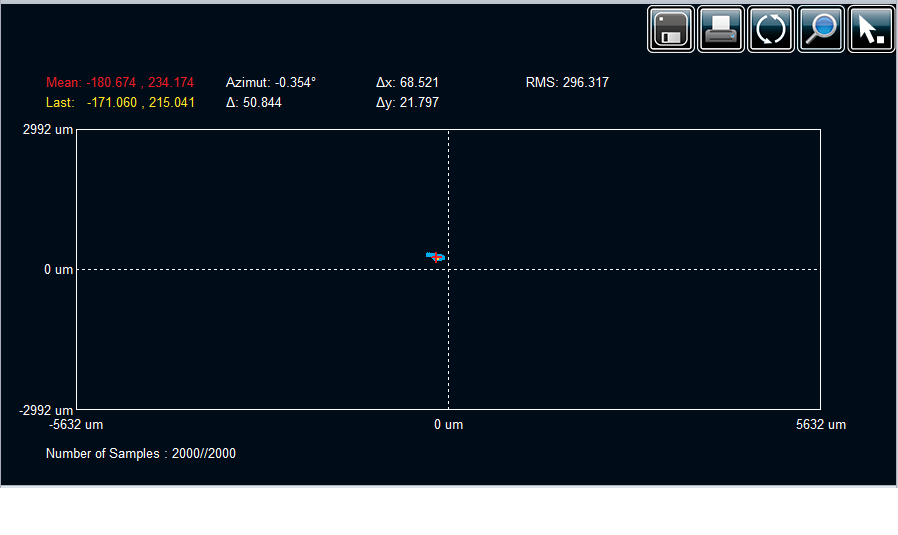 Mean: -180.674 , 234.174 Azimut: -0.354° Δx: 68.521 RMS: 296.317
Last: -171.060 , 215.041 Δ: 50.844 Δy: 21.797
2992 um
0 um
-2992 um
-5632 um 0 um 5632 um
Number of Samples : 2000//2000